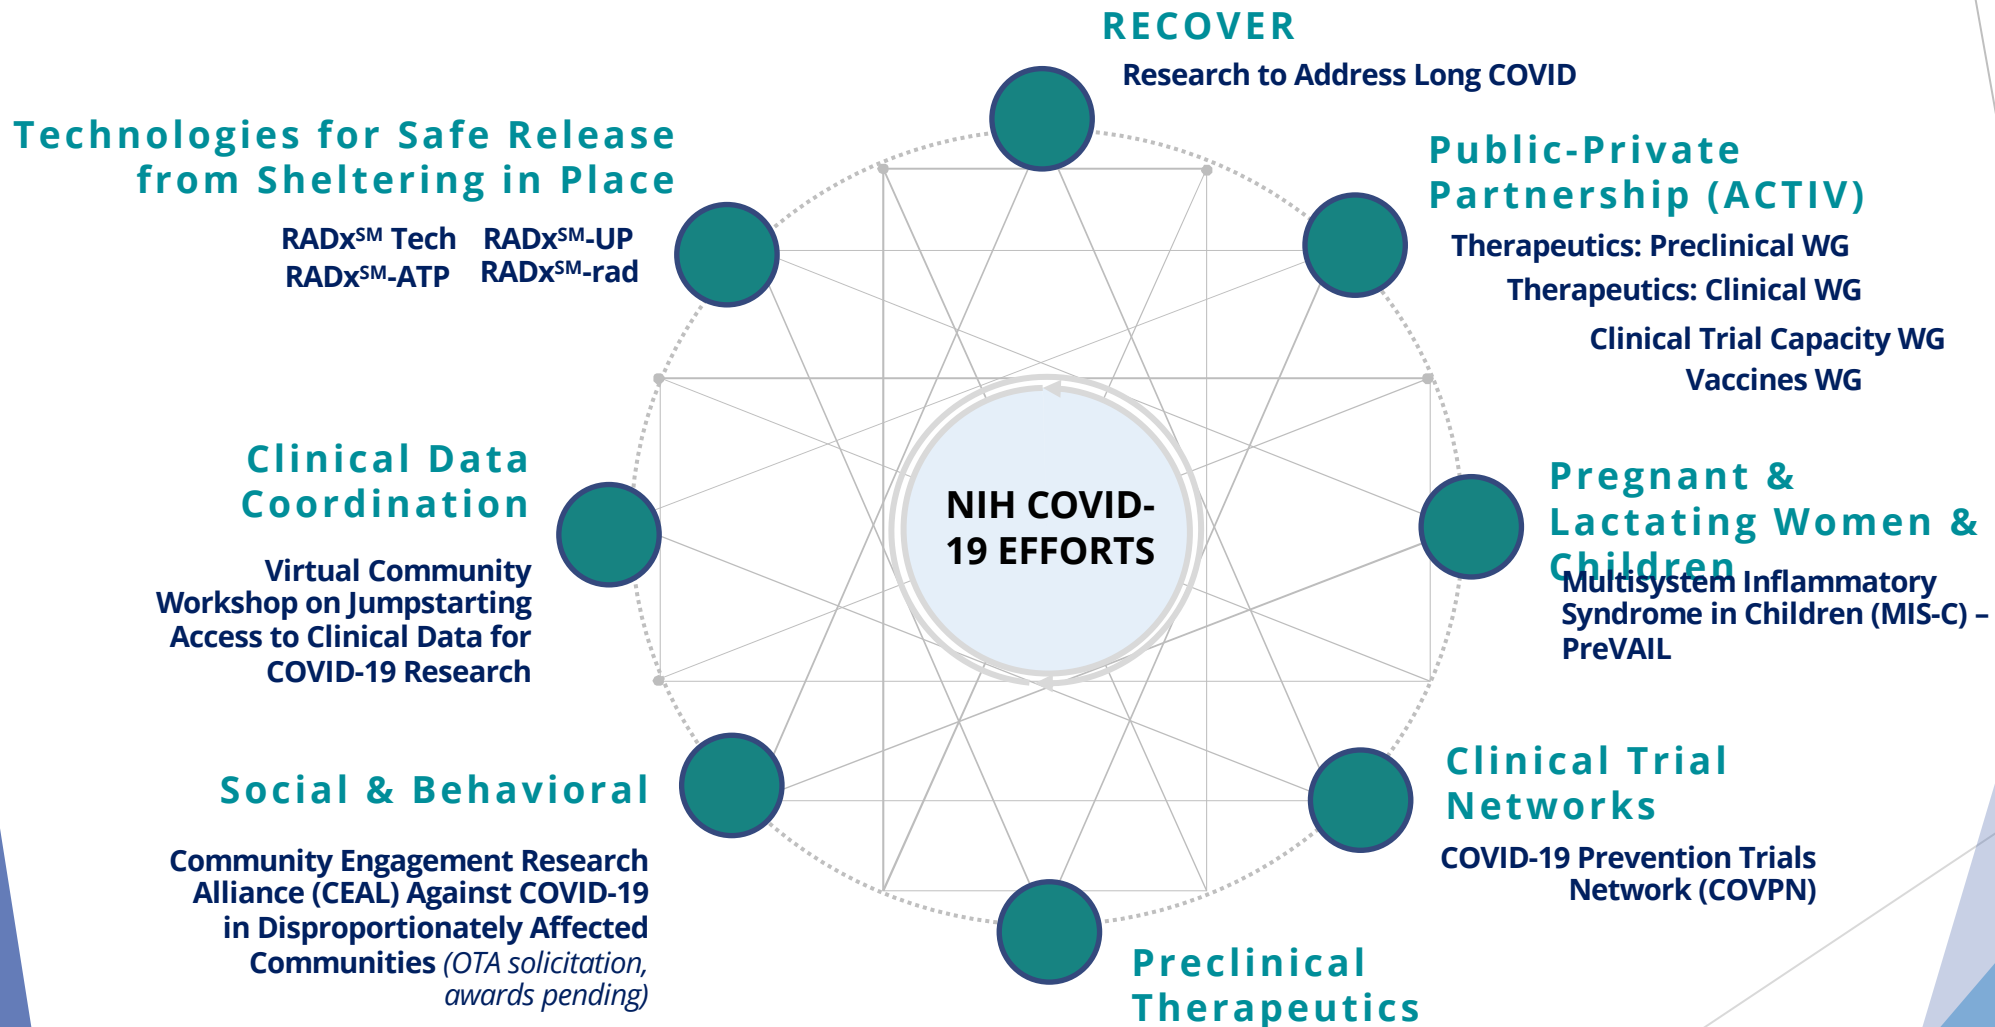 RECOVER
Research to Address Long COVID
Technologies for Safe Release
from Sheltering in Place
RADxSM Tech RADxSM-UP
RADxSM-ATP RADxSM-rad
Public-Private
Partnership (ACTIV)
Therapeutics: Preclinical WG
Therapeutics: Clinical WG
Clinical Trial Capacity WG
Vaccines WG
Clinical Data
Coordination
Virtual Community
Workshop on Jumpstarting
Access to Clinical Data for
COVID-19 Research
NIH COVID-
19 EFFORTS
Pregnant &
Lactating Women &
Children
Multisystem Inflammatory
Syndrome in Children (MIS-C) –
PreVAIL
Social & Behavioral
Community Engagement Research
Alliance (CEAL) Against COVID-19
in Disproportionately Affected
Communities (OTA solicitation,
awards pending)
Clinical Trial
Networks
COVID-19 Prevention Trials
Network (COVPN)
Preclinical
Therapeutics